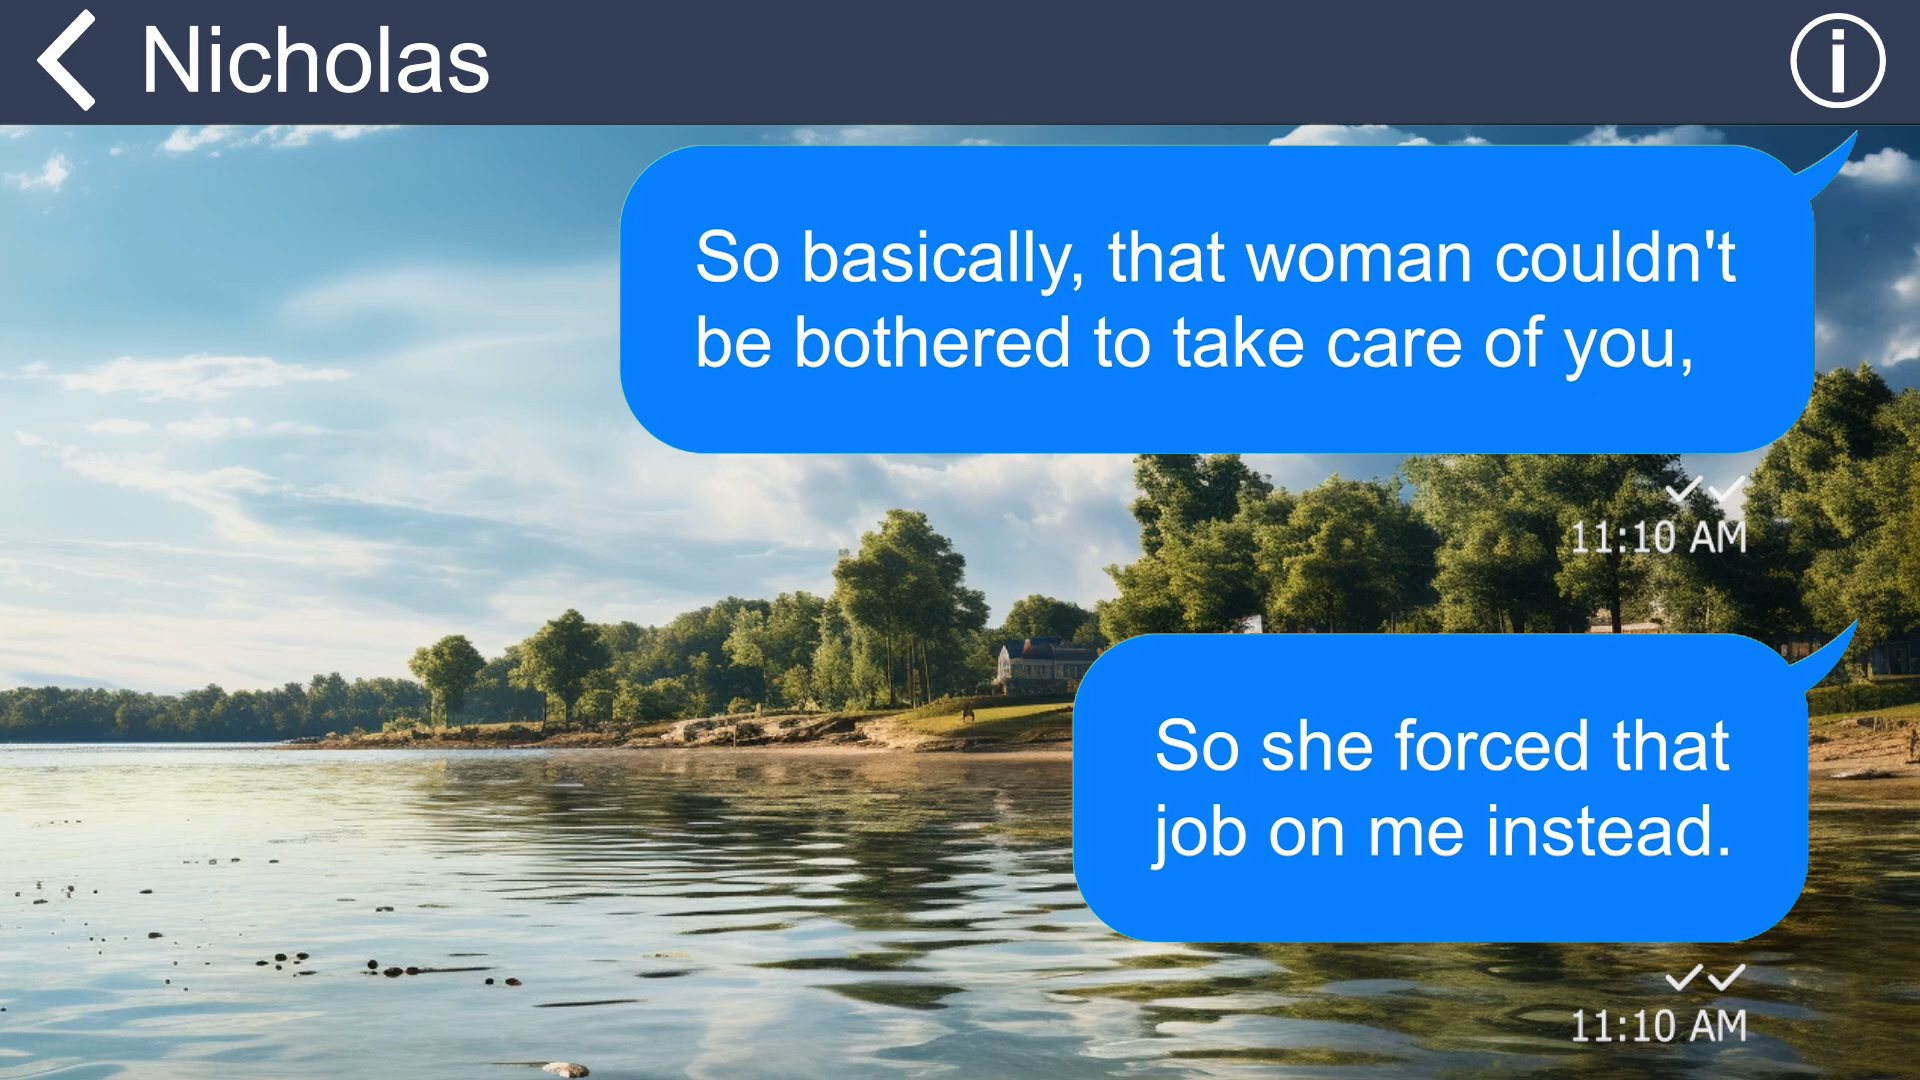 Nicholas
So basically, that woman couldn't
be bothered to take care of you,
11:10 AM
So she forced that
job on me instead.
11:10 AM